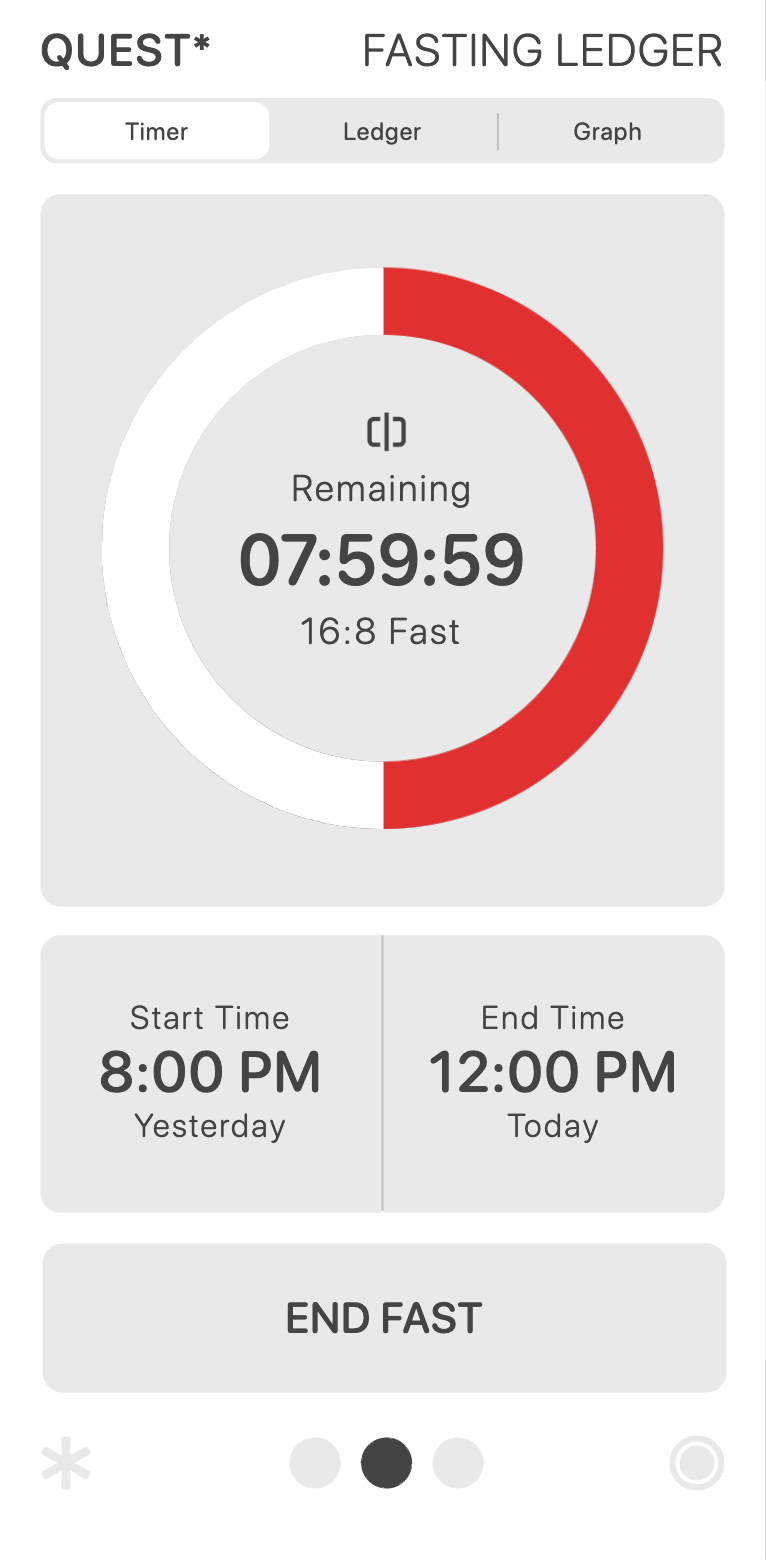 QUEST* FASTING LEDGER
Timer Ledger Graph
Remaining
07:59:59
16:8 Fast
Start Time End Time
8:00 PM 12:00 PM
Yesterday Today
END FAST